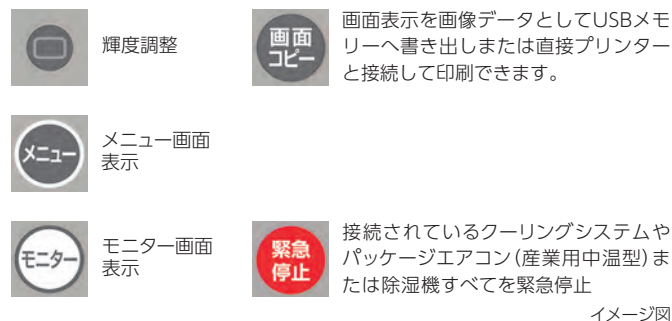 輝度調整
画面
コピー
画面表示を画像データとしてUSBメモ
リーへ書き出しまたは直接プリンター
と接続して印刷できます。
メニュー
メニュー画面
表示
モニター
モニター画面
表示
緊急
停止
接続されているクーリングシステムや
パッケージエアコン(産業用中温型)ま
たは除湿機すべてを緊急停止
イメージ図